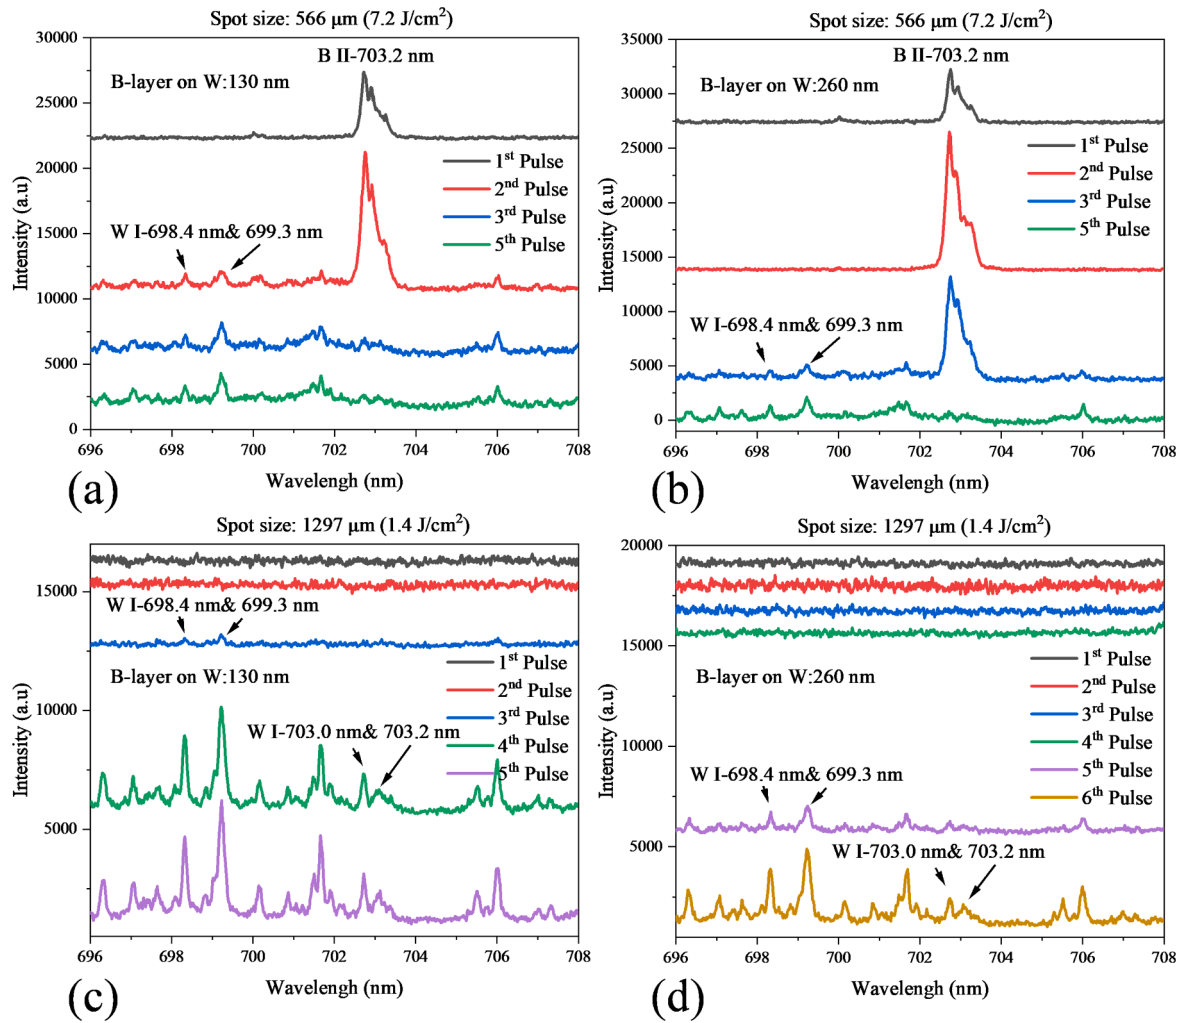 Spot size: 566 μm (7.2 J/cm²)
30000
25000
20000
15000
10000
5000
0
Intensity (a.u)
B II-703.2 nm
B-layer on W:130 nm
1st Pulse
2nd Pulse
3rd Pulse
5th Pulse
W I-698.4 nm& 699.3 nm
696 698 700 702 704 706 708
Wavelengh (nm)
(a)
Spot size: 566 μm (7.2 J/cm²)
35000
30000
25000
20000
15000
10000
5000
0
Intensity (a.u)
B II-703.2 nm
B-layer on W:260 nm
1st Pulse
2nd Pulse
3rd Pulse
5th Pulse
W I-698.4 nm& 699.3 nm
696 698 700 702 704 706 708
Wavelength (nm)
(b)
Spot size: 1297 μm (1.4 J/cm²)
15000
10000
5000
Intensity (a.u)
W I-698.4 nm& 699.3 nm
B-layer on W:130 nm
1st Pulse
2nd Pulse
3rd Pulse
4th Pulse
5th Pulse
W I-703.0 nm& 703.2 nm
696 698 700 702 704 706 708
Wavelengh (nm)
(c)
Spot size: 1297 μm (1.4 J/cm²)
20000
15000
10000
5000
Intensity (a.u)
B-layer on W:260 nm
1st Pulse
2nd Pulse
3rd Pulse
4th Pulse
5th Pulse
6th Pulse
W I-698.4 nm& 699.3 nm
W I-703.0 nm& 703.2 nm
696 698 700 702 704 706 708
Wavelengh (nm)
(d)